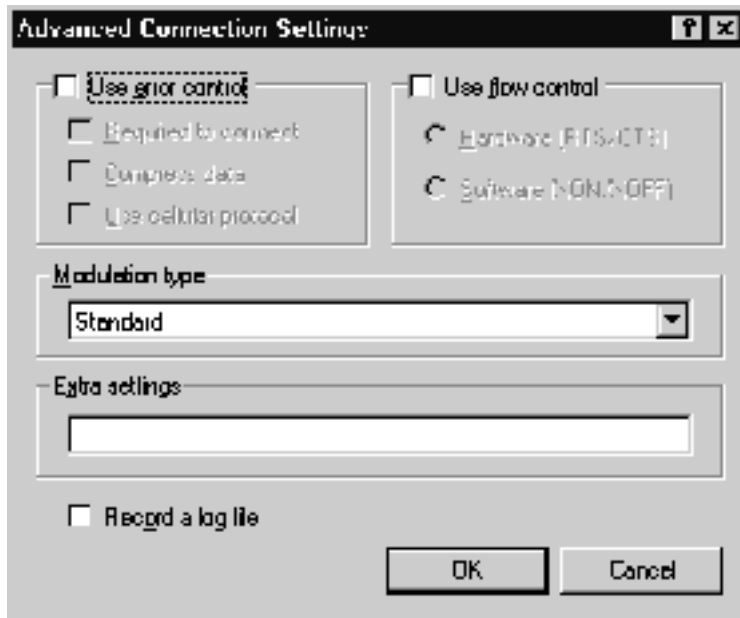 Advanced Connection Settings
Use error control
Required to connect
Compress data
Use cellular protocol
Use flow control
Hardware (RTS/CTS)
Software (XON/XOFF)
Modulation type
Standard
Extra settings
Record a log file
OK
Cancel